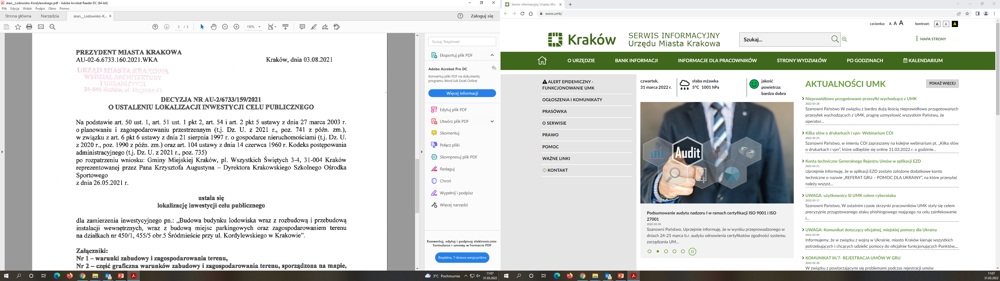 skan__Lodowisko-Kordylewskiego.pdf - Adobe Acrobat Reader DC (64-bit)
Plik Edycja Widok Podpis Okno Pomoc
Strona główna Narzędzia skan__Lodowisko-K... ×
Zaloguj się
2 / 2
150%
PREZYDENT MIASTA KRAKOWA
AU-02-6.6733.160.2021.WKA Kraków, dnia 03.08.2021
URZĄD MIASTA KRAKOWA
WYDZIAŁ ARCHITEKTURY
I URBANISTYKI
31-545 Kraków, ul. Mogilska 41
DECYZJA NR AU-2/6733/159/2021
O USTALENIU LOKALIZACJI INWESTYCJI CELU PUBLICZNEGO
Na podstawie art. 50 ust. 1, art. 51 ust. 1 pkt 2, art. 54 i art. 2 pkt 5 ustawy z dnia 27 marca 2003 r.
o planowaniu i zagospodarowaniu przestrzennym (t.j. Dz. U. z 2021 r., poz. 741 z późn. zm.),
w związku z art. 6 pkt 6 ustawy z dnia 21 sierpnia 1997 r. o gospodarce nieruchomościami (t.j. Dz. U.
z 2020 r., poz. 1990 z późn. zm.) oraz art. 104 ustawy z dnia 14 czerwca 1960 r. Kodeks postępowania
administracyjnego (t.j. Dz. U. z 2021 r., poz. 735)
po rozpatrzeniu wniosku: Gminy Miejskiej Kraków, pl. Wszystkich Świętych 3-4, 31-004 Kraków
reprezentowanej przez Pana Krzysztofa Augustyna – Dyrektora Krakowskiego Szkolnego Ośrodka
Sportowego
z dnia 26.05.2021 r.
ustala się
lokalizację inwestycji celu publicznego
dla zamierzenia inwestycyjnego pn.: „Budowa budynku lodowiska wraz z rozbudową i przebudową
instalacji wewnętrznych, wraz z budową miejsc parkingowych oraz zagospodarowaniem terenu
na działkach nr 450/1, 455/5 obr.5 Śródmieście przy ul. Kordylewskiego w Krakowie”.
Załączniki:
Nr 1 – warunki zabudowy i zagospodarowania terenu,
Nr 2 – część graficzna warunków zabudowy i zagospodarowania terenu, sporządzona na mapie,
Szukaj 'Nagłówek'
Eksportuj plik PDF
Adobe Acrobat Pro DC
Konwertuj pliki PDF na dokumenty
programu Word lub Excel Online
Więcej informacji
Edytuj plik PDF
Utwórz plik PDF
Skomentuj
Połącz pliki
Skompresuj plik PDF
Redaguj
Chroń
Wypełnij i podpisz
Więcej narzędzi
Konwertuj, edytuj i podpisuj elektronicznie
formularze i umowy w formacie PDF
Bezpłatna, 7-dniowa wersja próbna
3°C Pochmurnie
11:07
31.03.2022
Serwis informacyjny Urzędu Mias ×
www.umk/
czcionka: A A A kontrast: A A A
Kraków
SERWIS INFORMACYJNY
Urzędu Miasta Krakowa
Szukaj...
MAPA STRONY
O URZĘDZIE BANK INFORMACJI INFORMACJE DLA PRACOWNIKÓW STRONY WYDZIAŁÓW PO GODZINACH KALENDARIUM
ALERT EPIDEMICZNY -
FUNKCJONOWANIE UMK
OGŁOSZENIA I KOMUNIKATY
PRASÓWKA
O SERWISIE
PRAWO
POMOC
WAŻNE LINKI
KONTAKT
czwartek,
31 marca 2022 r.
słaba mżawka
5°C 1001 hPa
jakość
powietrza:
bardzo dobra
Audit
Podsumowanie audytu nadzoru I w ramach certyfikacji ISO 9001 i ISO
27001
2022-03-30
Szanowni Państwo, Uprzejmie informuję, że w wyniku przeprowadzonego w
dniach 24-25 marca b.r. audytu odnowienia certyfikatów zgodności systemu
zarządzania UM...
AKTUALNOŚCI UMK
POKAŻ WIĘCEJ
Nieprawidłowo przygotowane przesyłki wychodzące z UMK
2022-03-28
Szanowni Państwo W związku z bardzo dużą ilością nieprawidłowo przygotowanych
przesyłek wychodzących z UMK, pragnę uzmysłowić wszystkim Państwu, że
operator...
Kilka słów o drukarkach i vpn- Webinarium COI
2022-03-25
Szanowni Państwo, w imieniu COI zapraszamy na kolejne webinarium pt. „Kilka słów
o drukarkach i vpn”, które odbędzie się online 31.03.2022 r. o godzinie...
Konta techniczne Generalnego Rejestru Umów w aplikacji EZD
2022-03-21
Uprzejmie informuję, że w aplikacji EZD zostało założone dodatkowe konto
techniczne o nazwie „REFERAT GRU – POMOC DLA UKRAINY”, na które przesyłać
należy wszyst...
UWAGA: użytkownicy SI UMK celem cyberataku
2022-03-17
Szanowni Państwo, W ostatnim czasie skrzynki pracowników UMK stały się celem
precyzyjnie przygotowanego ataku phishingowego mającego na celu zainfekowanie
i...
UWAGA: Komunikat dotyczący oficjalnej, miejskiej pomocy dla Ukrainy
2022-03-04
Informujemy, że w związku z wojną w Ukrainie, miasto Kraków kieruje wszystkich
potrzebujących i chcących udzielić pomocy do oficjalnie funkcjonujących Punktów,...
KOMUNIKAT III/7- REJESTRACJA UMÓW W GRU
2022-02-28
W związku z powtarzającymi się problemami podczas rejestracji umów
11:07
31.03.2022